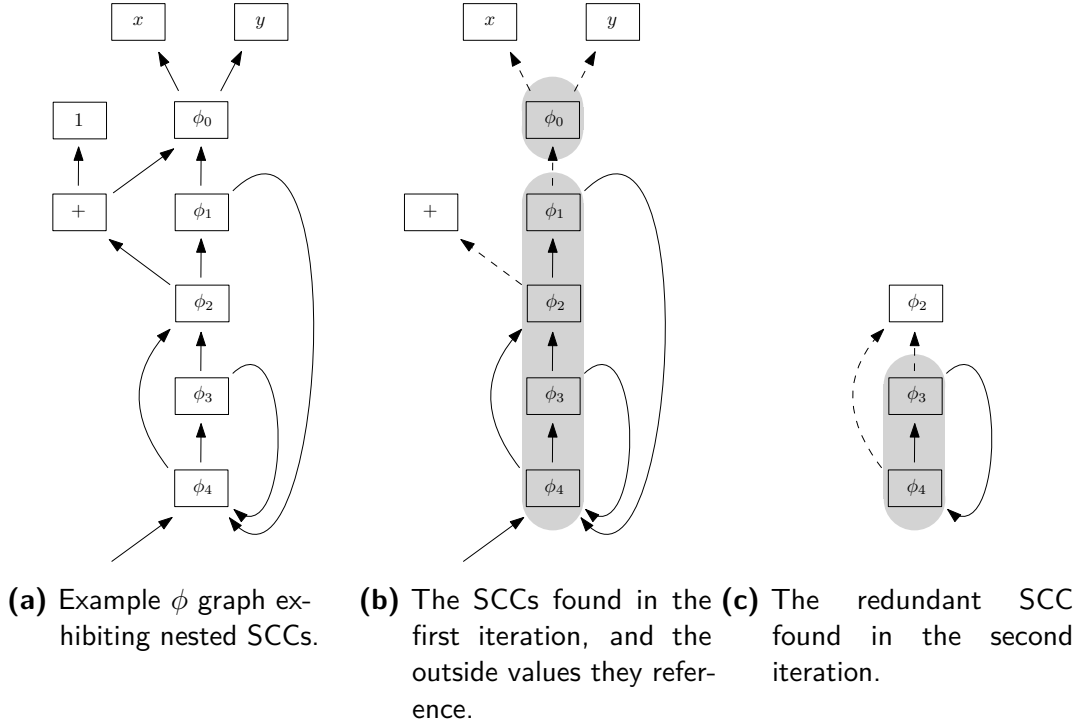 x y x y
1 ϕ0 ϕ0
+ ϕ1 + ϕ1
ϕ2 ϕ2 ϕ2
ϕ3 ϕ3 ϕ3
ϕ4 ϕ4 ϕ4
(a) Example ϕ graph ex-
hibiting nested SCCs.
(b) The SCCs found in the
first iteration, and the
outside values they refer-
ence.
(c) The redundant SCC
found in the second
iteration.